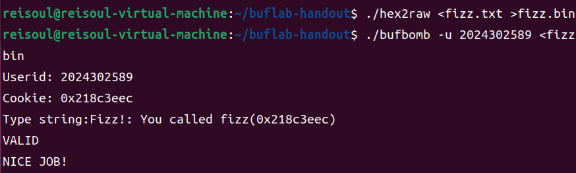 reisoul@reisoul-virtual-machine:~/buflab-handout$ ./hex2raw <fizz.txt >fizz.bin
reisoul@reisoul-virtual-machine:~/buflab-handout$ ./bufbomb -u 2024302589 <fizz
bin
Userid: 2024302589
Cookie: 0x218c3eec
Type string:Fizz!: You called fizz(0x218c3eec)
VALID
NICE JOB!